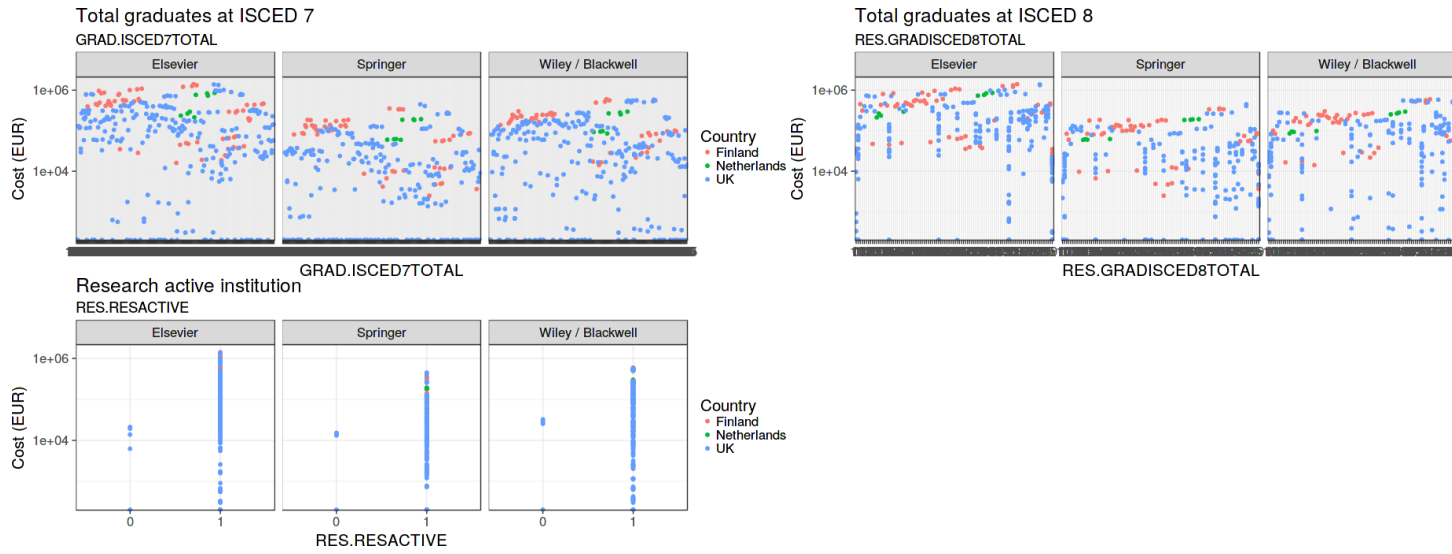 Total graduates at ISCED 7
GRAD.ISCED7TOTAL
Elsevier Springer Wiley / Blackwell
1e+06
1e+04
Cost (EUR)
GRAD.ISCED7TOTAL
Country
Finland
Netherlands
UK
Total graduates at ISCED 8
RES.GRADISCED8TOTAL
Elsevier Springer Wiley / Blackwell
1e+06
1e+04
Cost (EUR)
RES.GRADISCED8TOTAL
Research active institution
RES.RESACTIVE
Elsevier Springer Wiley / Blackwell
1e+06
1e+04
Cost (EUR)
0 1 0 1 0 1
RES.RESACTIVE
Country
Finland
Netherlands
UK